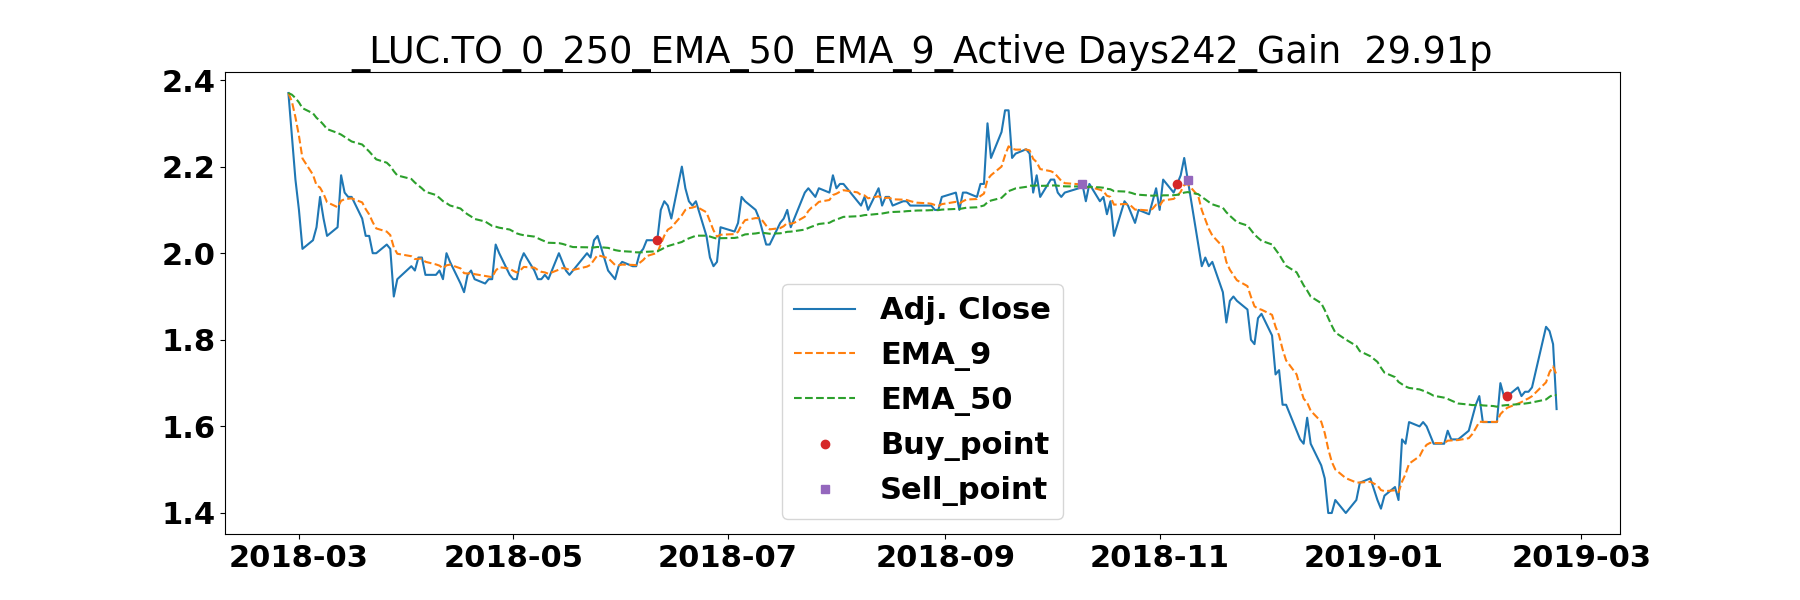 _LUC.TO_0_250_EMA_50_EMA_9_Active Days242_Gain  29.91p
2.4
2.2
2.0
1.8
1.6
1.4
Adj. Close
EMA_9
EMA_50
Buy_point
Sell_point
2018-03 2018-05 2018-07 2018-09 2018-11 2019-01 2019-03